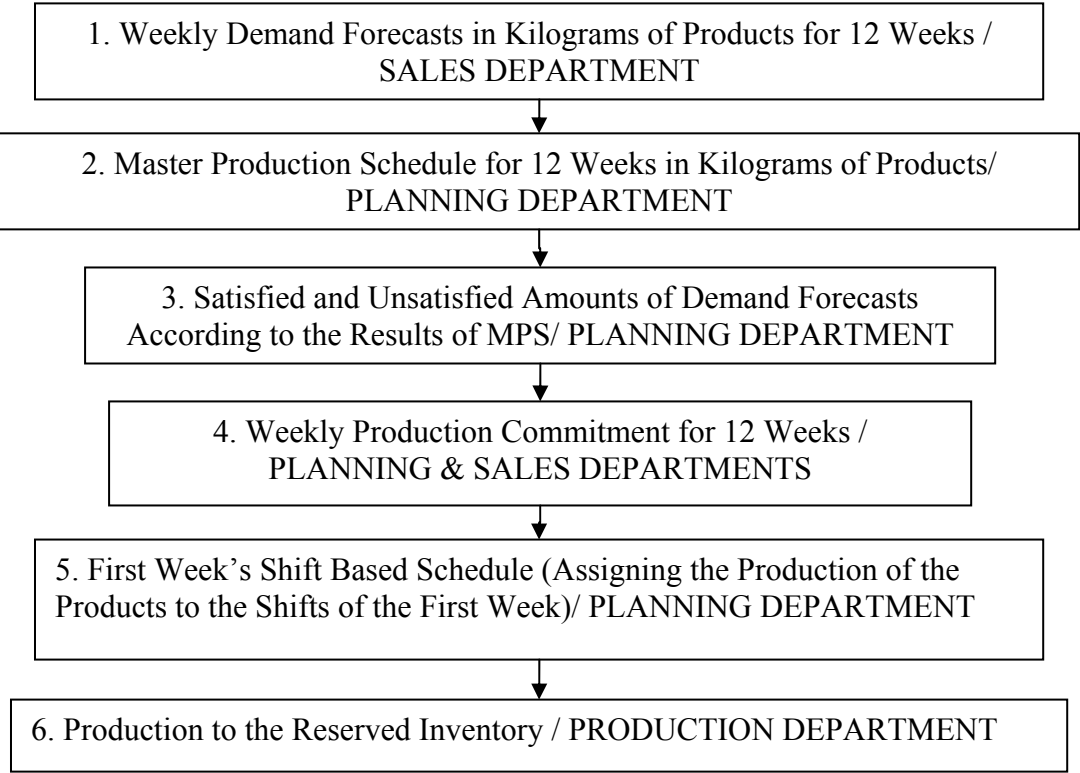 1. Weekly Demand Forecasts in Kilograms of Products for 12 Weeks /
SALES DEPARTMENT
2. Master Production Schedule for 12 Weeks in Kilograms of Products/
PLANNING DEPARTMENT
3. Satisfied and Unsatisfied Amounts of Demand Forecasts
According to the Results of MPS/ PLANNING DEPARTMENT
4. Weekly Production Commitment for 12 Weeks /
PLANNING & SALES DEPARTMENTS
5. First Week’s Shift Based Schedule (Assigning the Production of the
Products to the Shifts of the First Week)/ PLANNING DEPARTMENT
6. Production to the Reserved Inventory / PRODUCTION DEPARTMENT